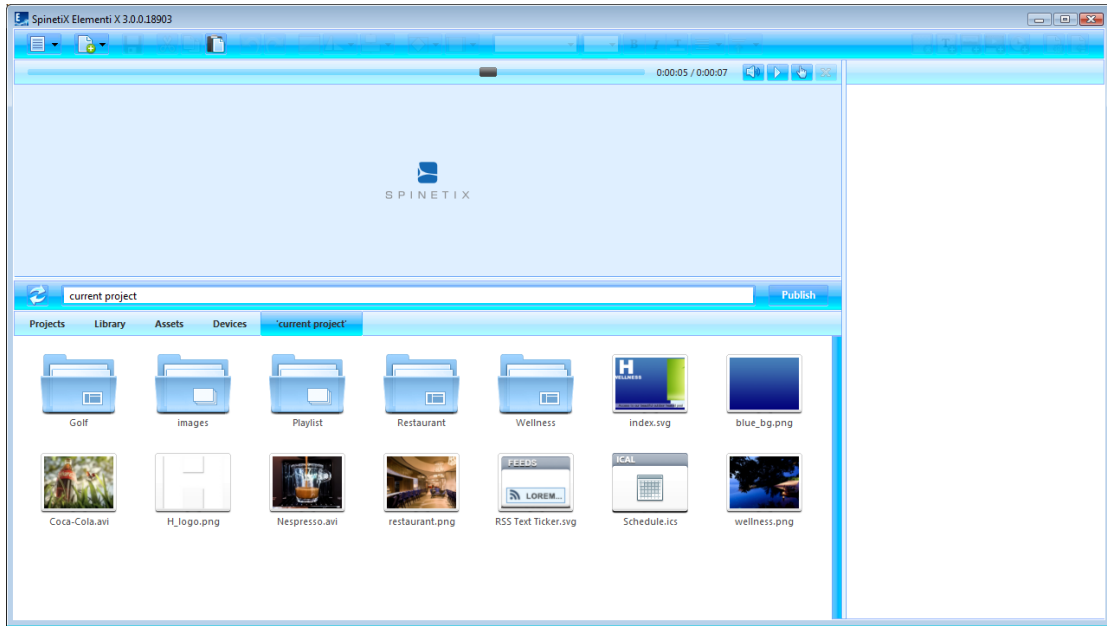 SpinetiX Elementi X 3.0.0.18903
B I
0:00:05 / 0:00:07
SPINETIX
current project
Publish
Projects Library Assets Devices 'current project'
H
WELLNESS
Golf images Playlist Restaurant Wellness index.svg blue_bg.png
FEEDS
LOREM...
ICAL
Coca-Cola.avi H_logo.png Nespresso.avi restaurant.png RSS Text Ticker.svg Schedule.ics wellness.png